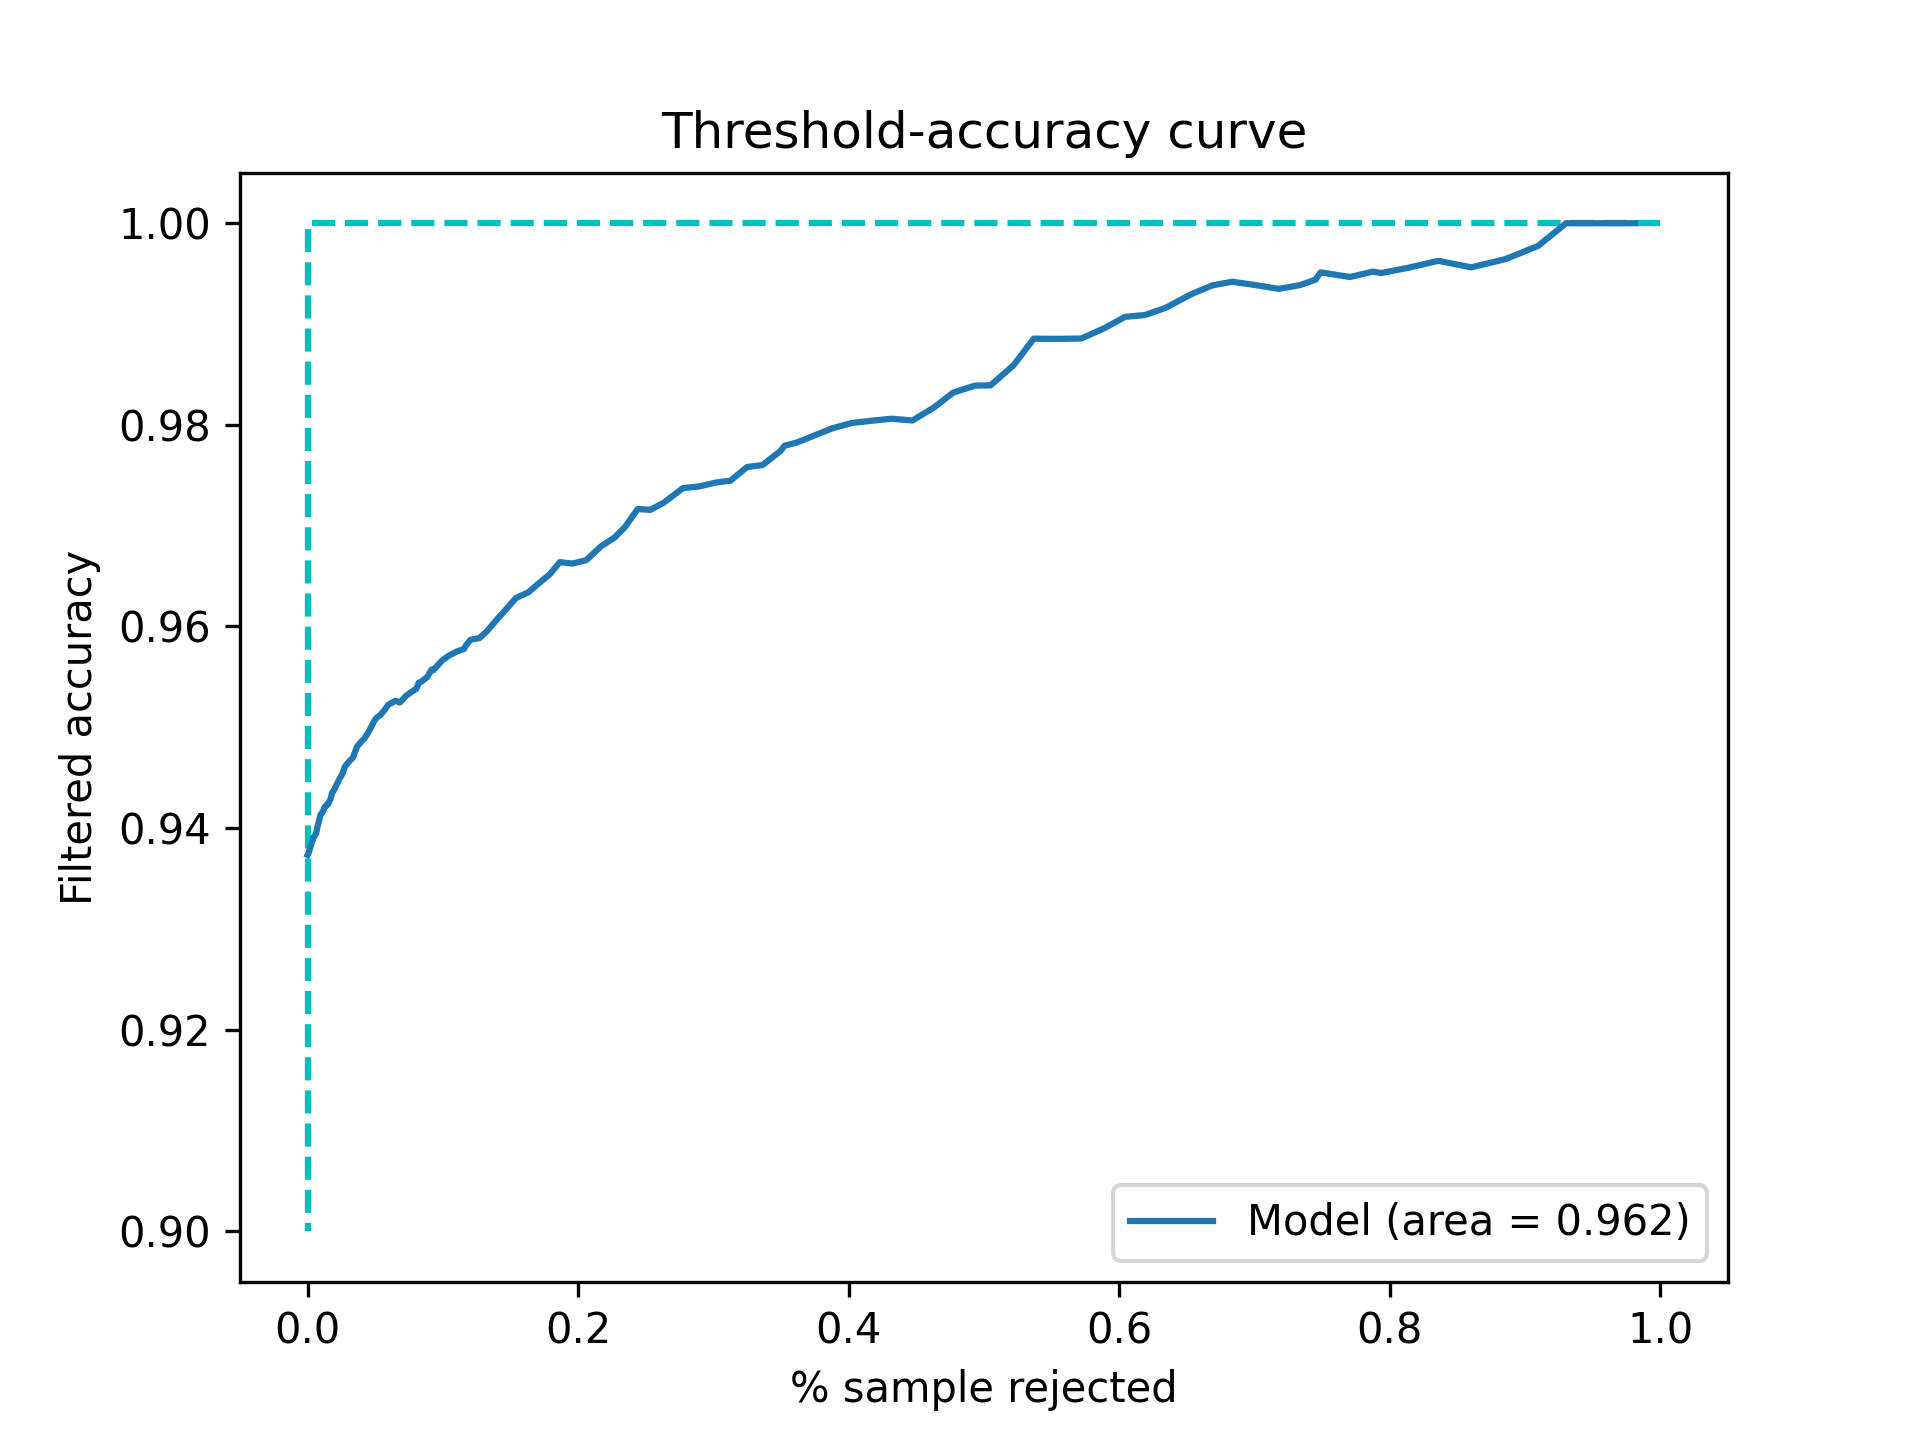 Threshold-accuracy curve
1.00
0.98
0.96
0.94
0.92
0.90
Filtered accuracy
Model (area = 0.962)
0.0 0.2 0.4 0.6 0.8 1.0
% sample rejected